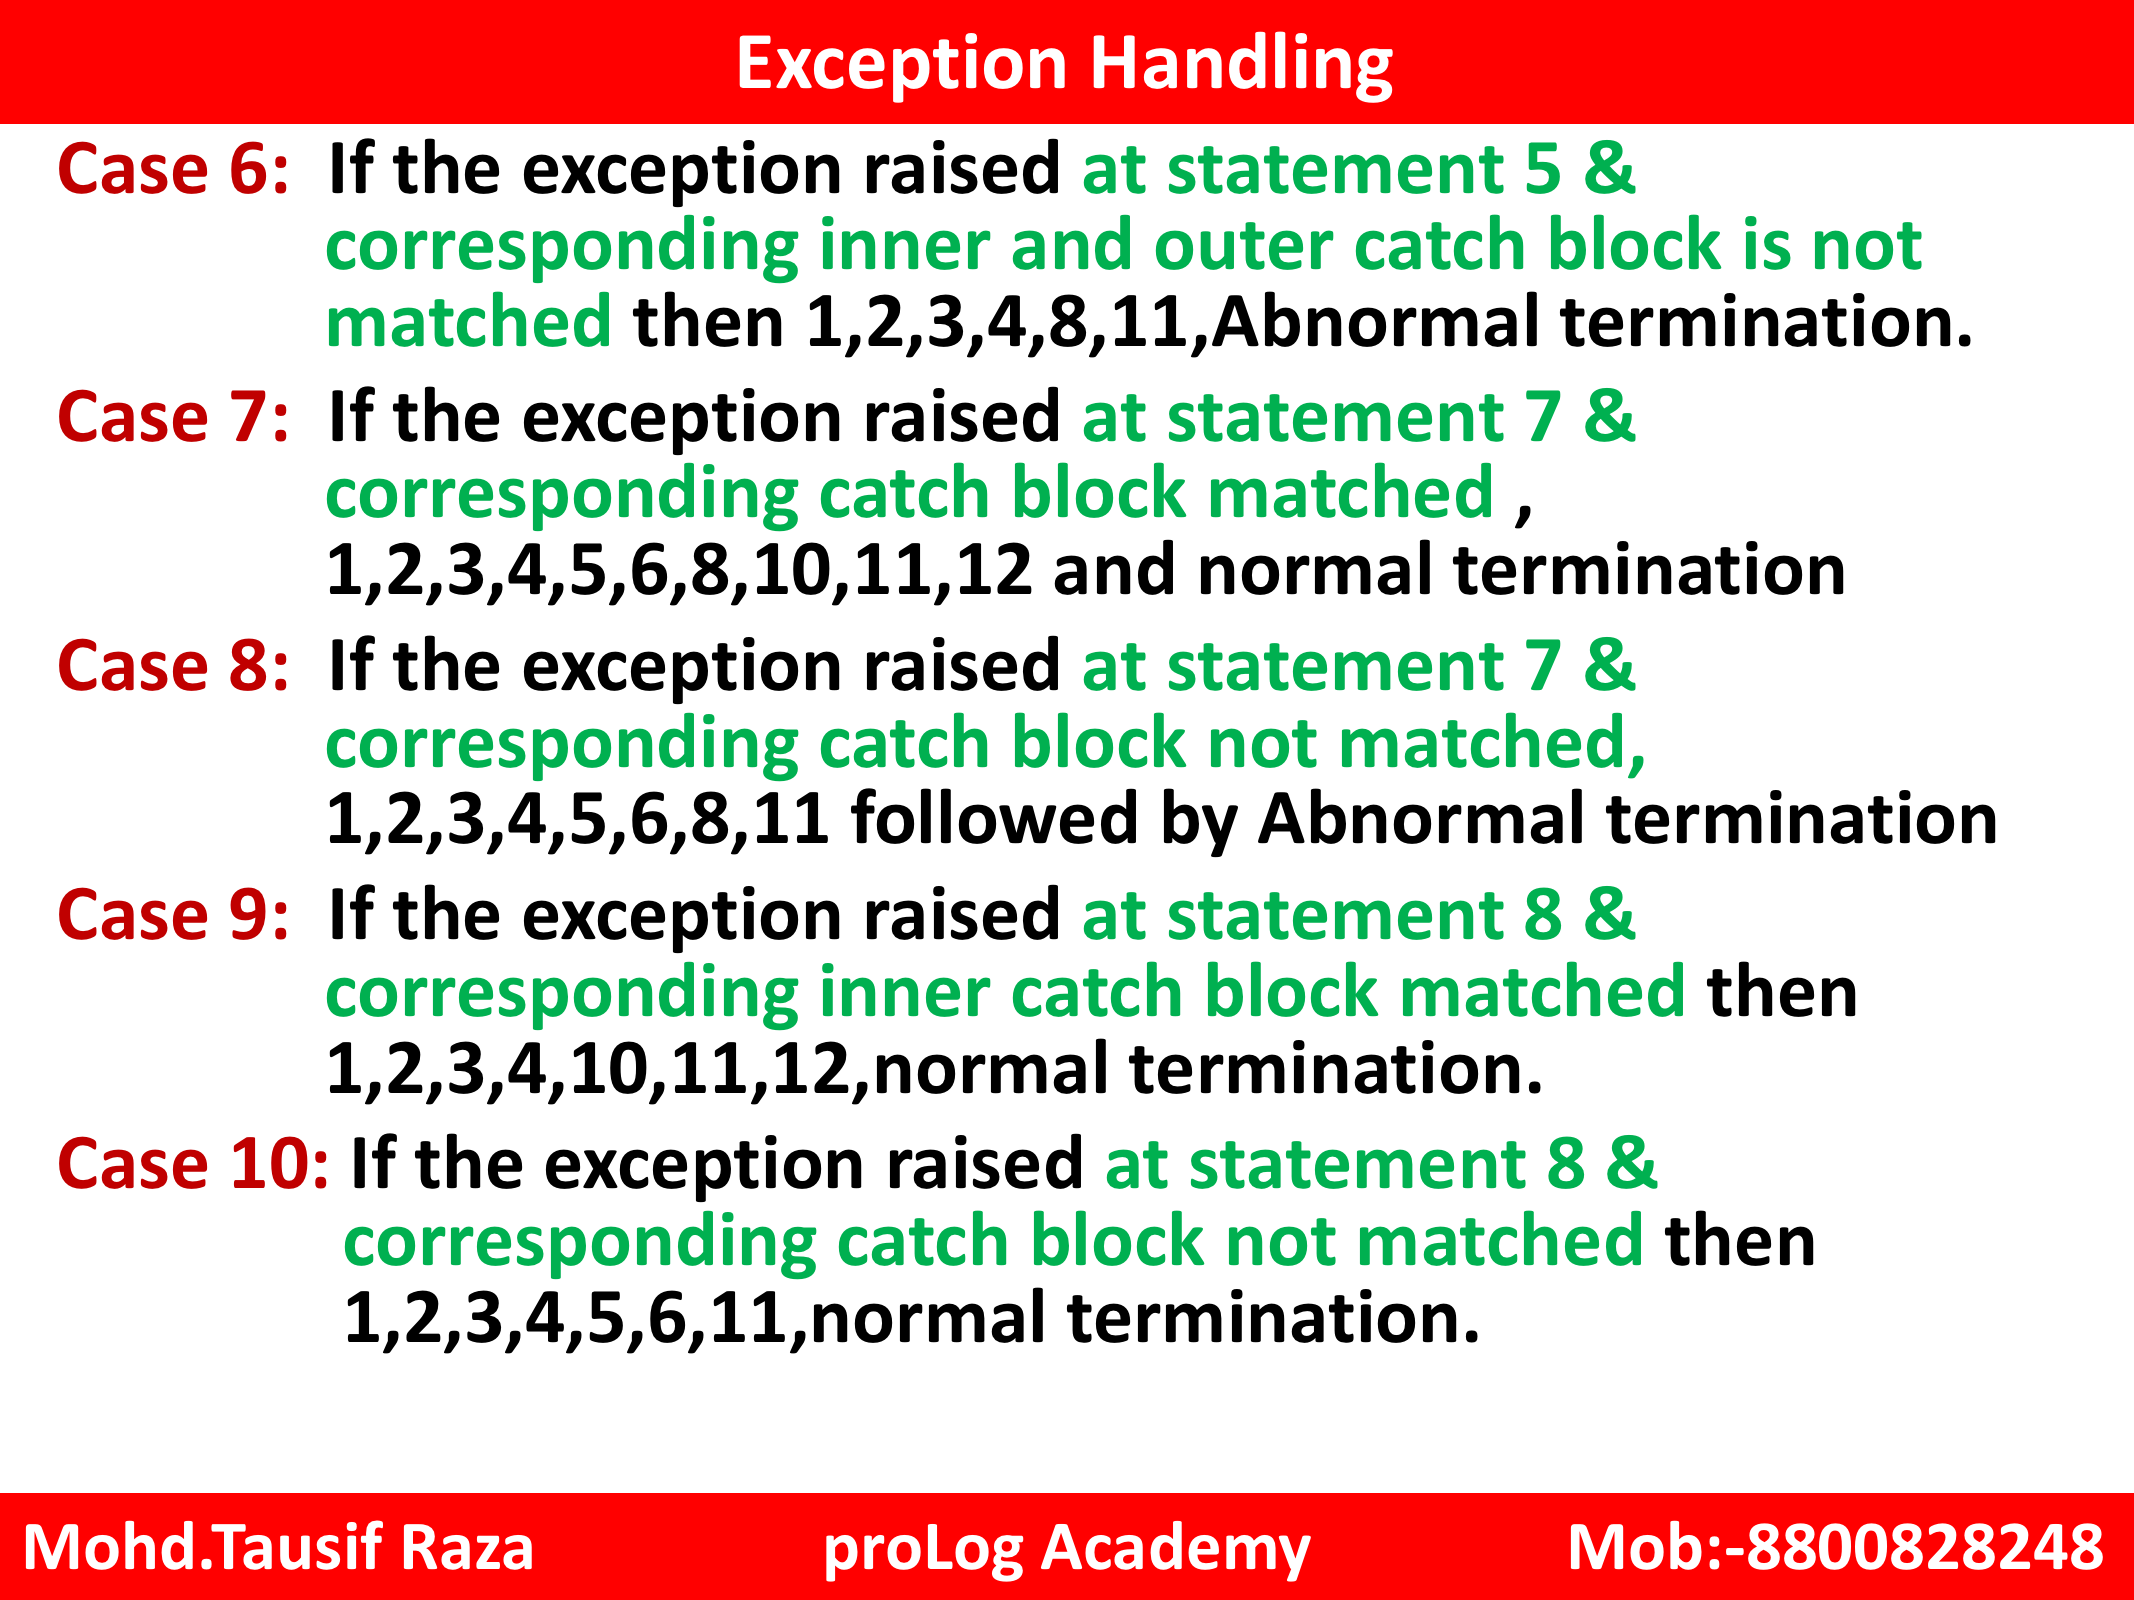 Exception Handling
Case 6: If the exception raised at statement 5 &
corresponding inner and outer catch block is not
matched then 1,2,3,4,8,11,Abnormal termination.
Case 7: If the exception raised at statement 7 &
corresponding catch block matched ,
1,2,3,4,5,6,8,10,11,12 and normal termination
Case 8: If the exception raised at statement 7 &
corresponding catch block not matched,
1,2,3,4,5,6,8,11 followed by Abnormal termination
Case 9: If the exception raised at statement 8 &
corresponding inner catch block matched then
1,2,3,4,10,11,12,normal termination.
Case 10: If the exception raised at statement 8 &
corresponding catch block not matched then
1,2,3,4,5,6,11,normal termination.
Mohd.Tausif Raza proLog Academy Mob:-8800828248